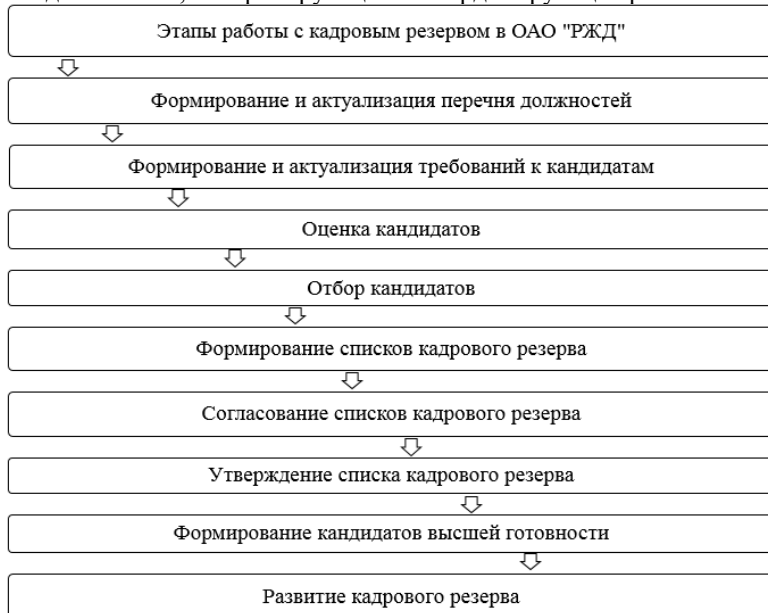 Этапы работы с кадровым резервом в ОАО "РЖД"
Формирование и актуализация перечня должностей
Формирование и актуализация требований к кандидатам
Оценка кандидатов
Отбор кандидатов
Формирование списков кадрового резерва
Согласование списков кадрового резерва
Утверждение списка кадрового резерва
Формирование кандидатов высшей готовности
Развитие кадрового резерва